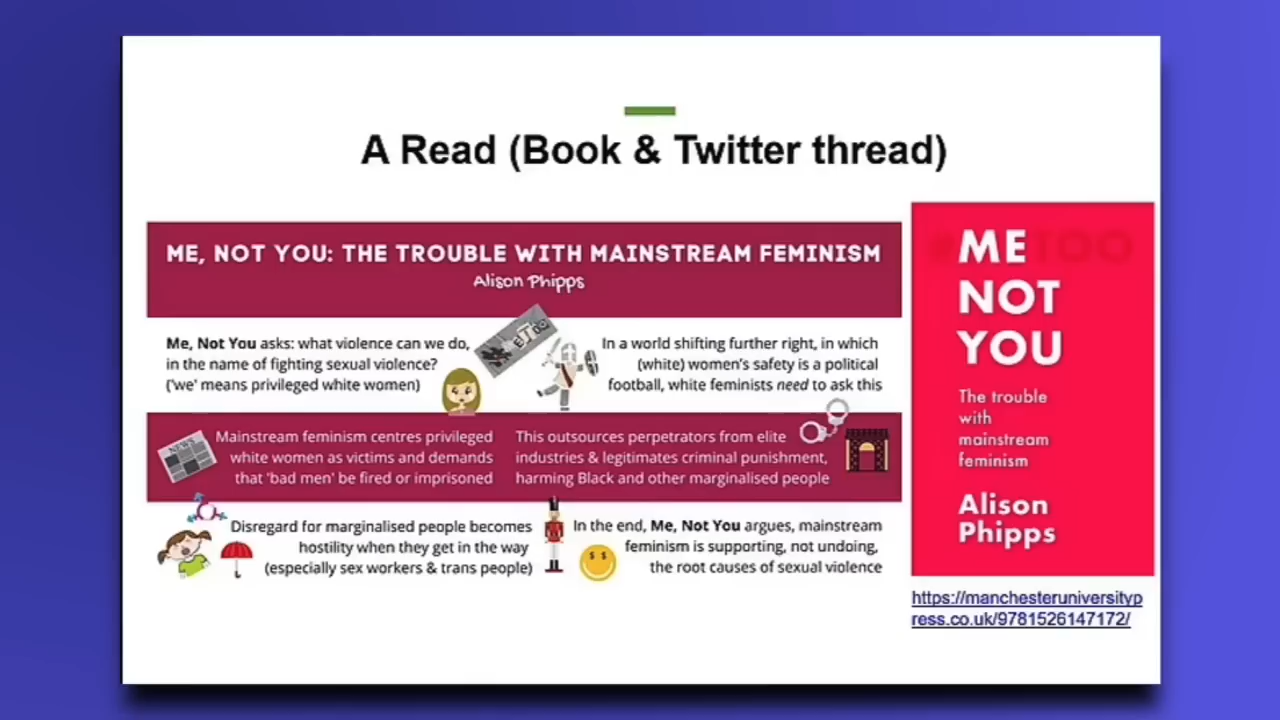 A Read (Book & Twitter thread)
ME, NOT YOU: THE TROUBLE WITH MAINSTREAM FEMINISM
Alison Phipps
Me, Not You asks: what violence can we do,
in the name of fighting sexual violence?
('we' means privileged white women)
In a world shifting further right, in which
(white) women's safety is a political
football, white feminists need to ask this
Mainstream feminism centres privileged
white women as victims and demands
that 'bad men' be fired or imprisoned
This outsources perpetrators from elite
industries & legitimates criminal punishment,
harming Black and other marginalised people
Disregard for marginalised people becomes
hostility when they get in the way
(especially sex workers & trans people)
In the end, Me, Not You argues, mainstream
feminism is supporting, not undoing,
the root causes of sexual violence
NEWS
$ $
#ME TOO
NOT
YOU
The trouble
with
mainstream
feminism
Alison
Phipps
https://manchesteruniversityp
ress.co.uk/9781526147172/